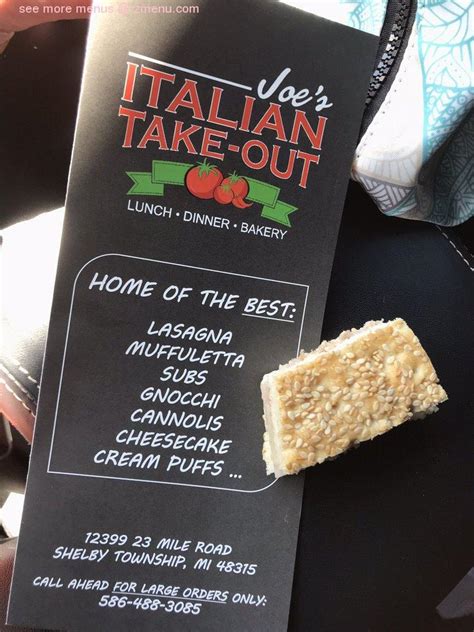 see more menus @ zmenu.com
Joe's
ITALIAN
TAKE-OUT
LUNCH • DINNER • BAKERY
HOME OF THE BEST:
LASAGNA
MUFFULETTA
SUBS
GNOCCHI
CANNOLIS
CHEESECAKE
CREAM PUFFS ...
12399 23 MILE ROAD
SHELBY TOWNSHIP, MI 48315
CALL AHEAD FOR LARGE ORDERS ONLY:
586-488-3085